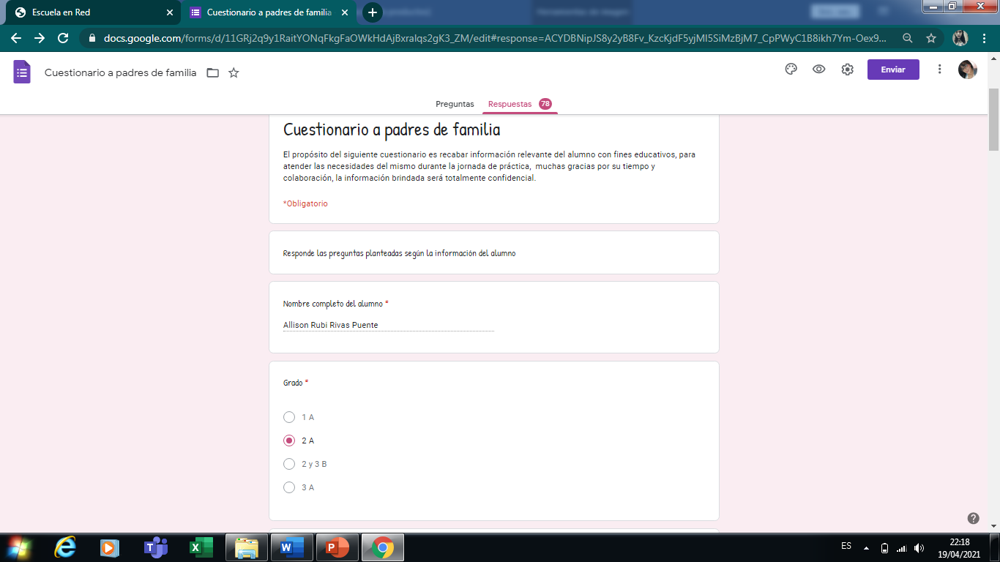 Escuela en Red
Cuestionario a padres de familia
docs.google.com/forms/d/11GRj2q9y1RaitYONqFkgFaOWkHdAjBxralqs2gK3_ZM/edit#response=ACYDBNipJS8y2yB8Fv_KzcKjdF5yjMI5SiMzBjM7_CpPWyC1B8ikh7Ym-Oex9...
Cuestionario a padres de familia
Enviar
Preguntas
Respuestas 78
Cuestionario a padres de familia
El propósito del siguiente cuestionario es recabar información relevante del alumno con fines educativos, para
atender las necesidades del mismo durante la jornada de práctica, muchas gracias por su tiempo y
colaboración, la información brindada será totalmente confidencial.
*Obligatorio
Responde las preguntas planteadas según la información del alumno
Nombre completo del alumno *
Allison Rubi Rivas Puente
Grado *
1 A
2 A
2 y 3 B
3 A
ES
22:18
19/04/2021